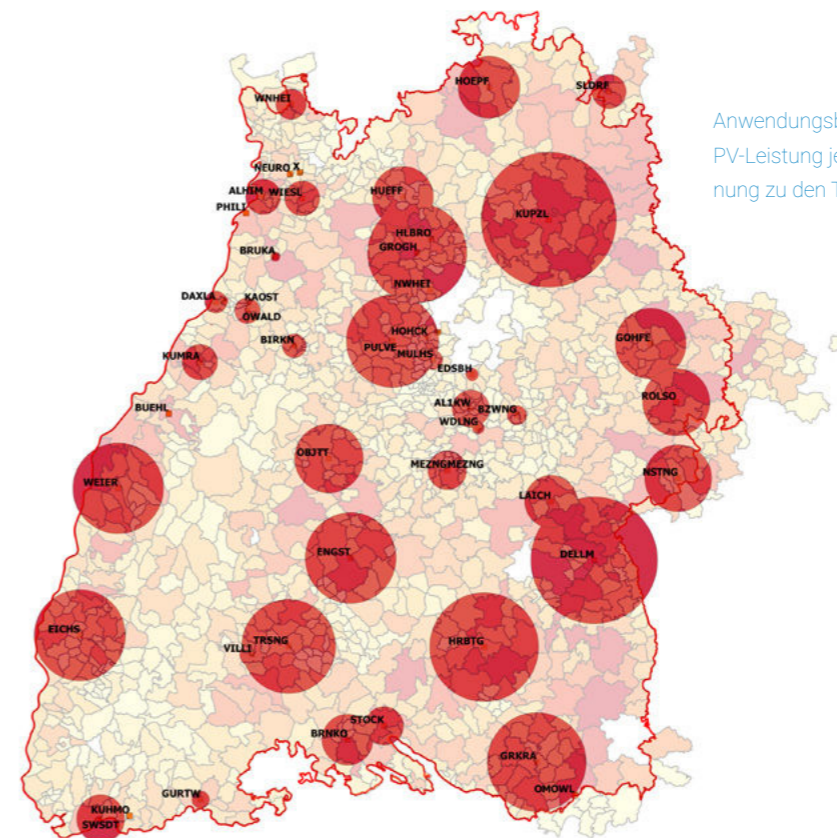 HOEPF
SLDRF
WNHEI
Anwendungsb
PV-Leistung je
nung zu den T
NEURO X
ALHIM
WIESL
HUEFF
PHILI
KUPZL
HLBRO
GROGH
BRUKA
NWHEI
DAXLA
KAOST
OWALD
HOHCK
BIRKN
PULVE
MULHS
GOHFE
KUMRA
EDSBH
ROLSO
BUEHL
AL1KW
BZWNG
WDLNG
OBJTT
MEZNGMEZNG
NSTNG
WEIER
LAICH
ENGST
DELLM
EICHS
VILLI
TRSNG
HRBTG
STOCK
BRNKO
GRKRA
OMOWL
GURTW
KUHMO
SWSDT